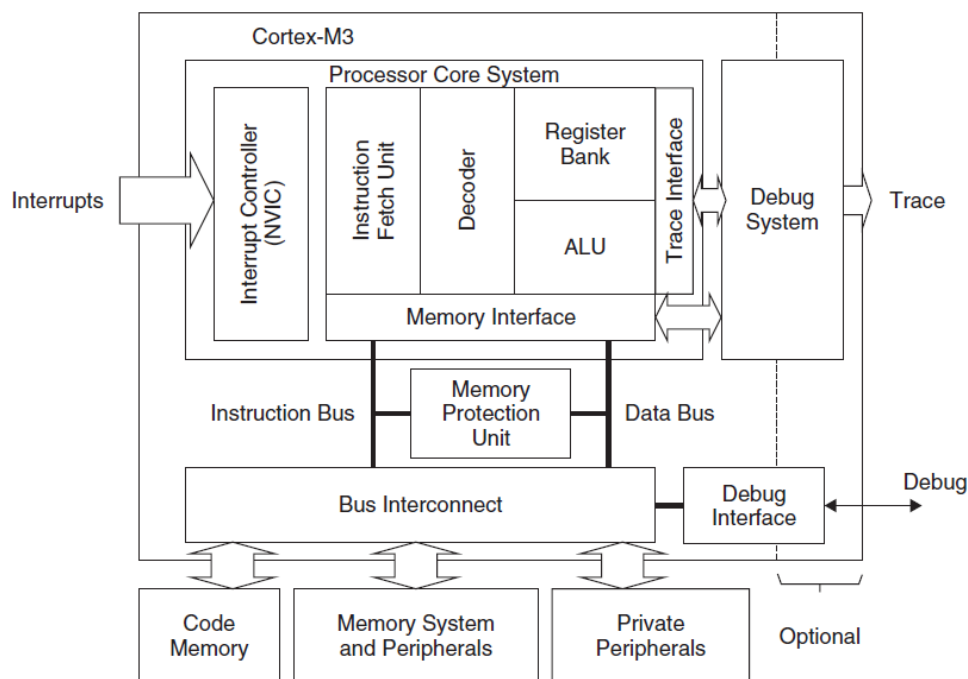 Cortex-M3
Processor Core System
Interrupts
Interrupt Controller
(NVIC)
Instruction
Fetch Unit
Decoder
Register
Bank
ALU
Trace Interface
Debug
System
Trace
Memory Interface
Instruction Bus
Memory
Protection
Unit
Data Bus
Bus Interconnect
Debug
Interface
Debug
Code
Memory
Memory System
and Peripherals
Private
Peripherals
Optional